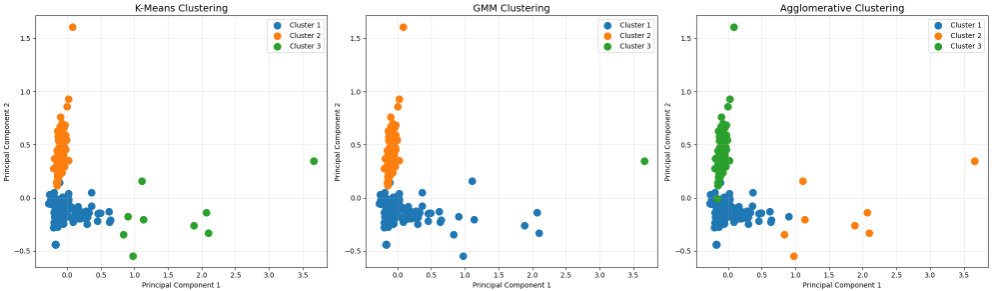 K-Means Clustering
Cluster 1
Cluster 2
Cluster 3
1.5
1.0
0.5
0.0
−0.5
Principal Component 2
0.0 0.5 1.0 1.5 2.0 2.5 3.0 3.5
Principal Component 1
GMM Clustering
Cluster 1
Cluster 2
Cluster 3
1.5
1.0
0.5
0.0
−0.5
Principal Component 2
0.0 0.5 1.0 1.5 2.0 2.5 3.0 3.5
Principal Component 1
Agglomerative Clustering
Cluster 1
Cluster 2
Cluster 3
1.5
1.0
0.5
0.0
−0.5
Principal Component 2
0.0 0.5 1.0 1.5 2.0 2.5 3.0 3.5
Principal Component 1